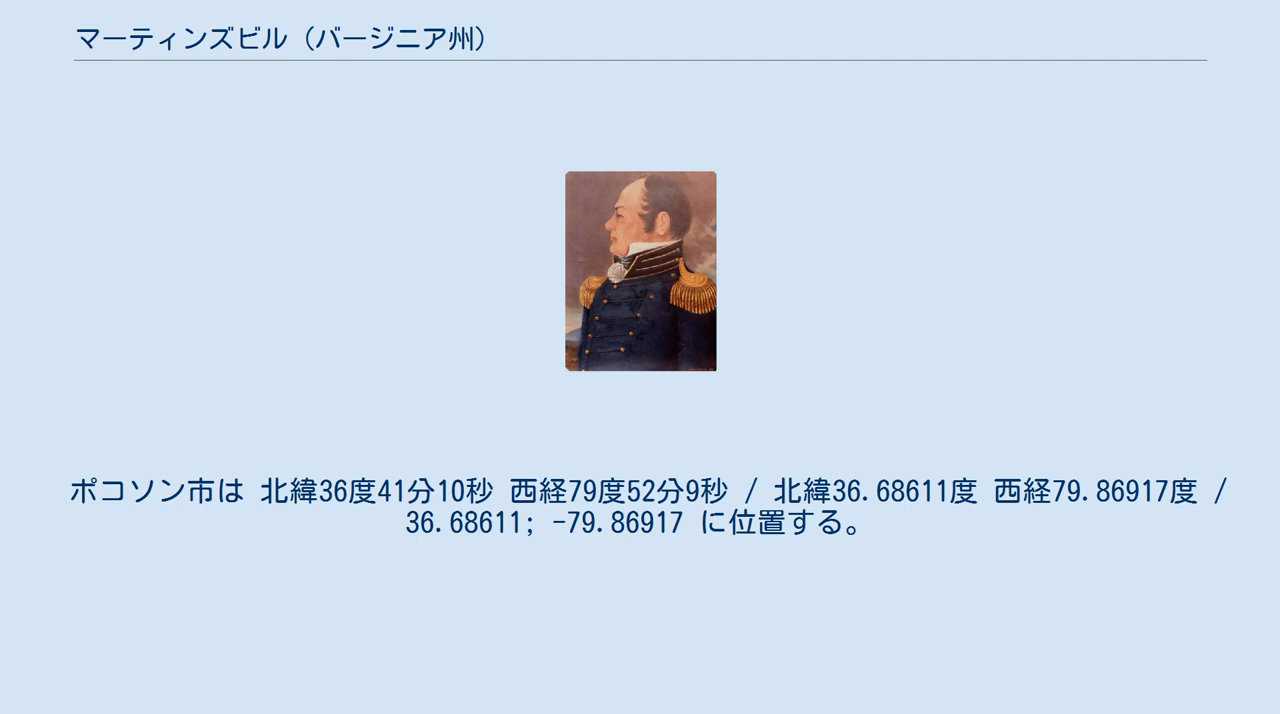 マーティンズビル（バージニア州）
ポコソン市は 北緯36度41分10秒 西経79度52分9秒 / 北緯36.68611度 西経79.86917度 /
36.68611; -79.86917 に位置する。